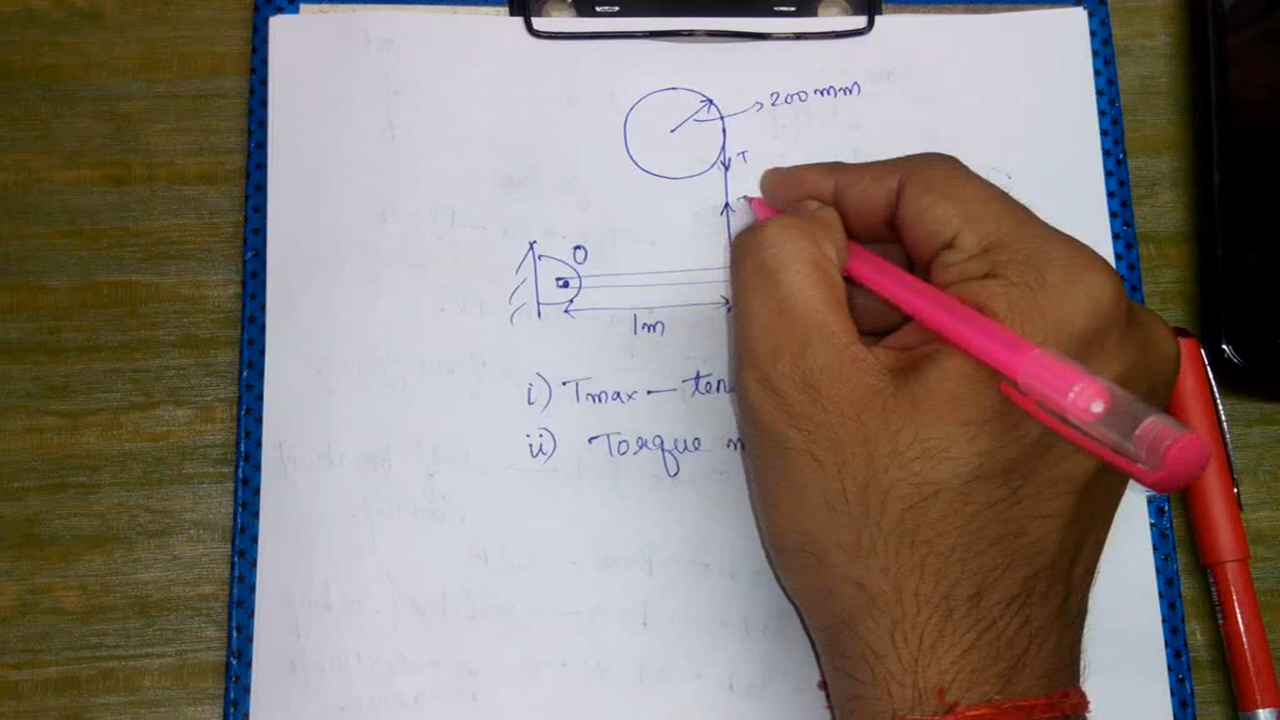 200 mm
T
O
1m
i) Tmax — ten
ii) Torque